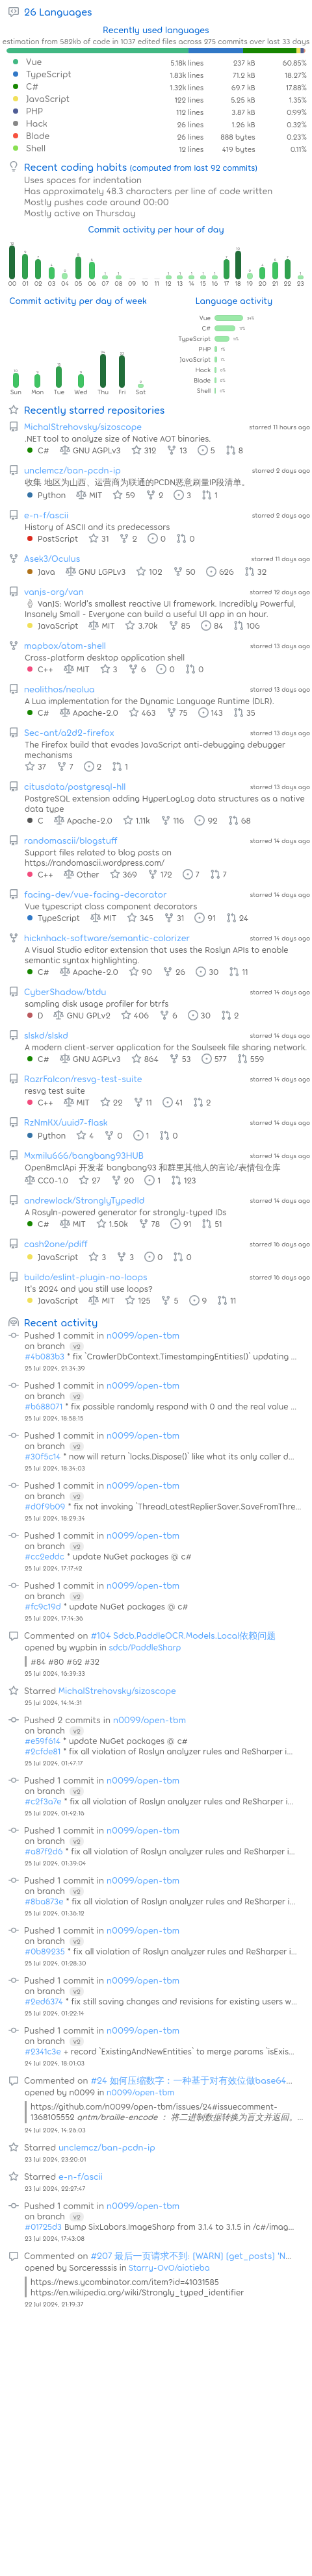 26 Languages
Recently used languages
estimation from 582kb of code in 1037 edited files across 275 commits over last 33 days
Vue 5.18k lines 237 kB 60.85%
TypeScript 1.83k lines 71.2 kB 18.27%
C# 1.32k lines 69.7 kB 17.88%
JavaScript 122 lines 5.25 kB 1.35%
PHP 112 lines 3.87 kB 0.99%
Hack 26 lines 1.26 kB 0.32%
Blade 26 lines 888 bytes 0.23%
Shell 12 lines 419 bytes 0.11%
Recent coding habits (computed from last 92 commits)
Uses spaces for indentation
Has approximately 48.3 characters per line of code written
Mostly pushes code around 00:00
Mostly active on Thursday
Commit activity per hour of day
00 01 02 03 04 05 06 07 08 09 10 11 12 13 14 15 16 17 18 19 20 21 22 23
Commit activity per day of week
Language activity
Sun Mon Tue Wed Thu Fri Sat
Vue
C#
TypeScript
PHP
JavaScript
Hack
Blade
Shell
Recently starred repositories
MichalStrehovsky/sizoscope starred 11 hours ago
.NET tool to analyze size of Native AOT binaries.
C# GNU AGPLv3 312 13 5 8
unclemcz/ban-pcdn-ip starred 2 days ago
收集 地区为山西、运营商为联通的PCDN恶意刷量IP段清单。
Python MIT 59 2 3 1
e-n-f/ascii starred 2 days ago
History of ASCII and its predecessors
PostScript 31 2 0 0
Asek3/Oculus starred 11 days ago
Java GNU LGPLv3 102 50 626 32
vanjs-org/van starred 12 days ago
VanJS: World's smallest reactive UI framework. Incredibly Powerful,
Insanely Small - Everyone can build a useful UI app in an hour.
JavaScript MIT 3.70k 85 84 106
mapbox/atom-shell starred 13 days ago
Cross-platform desktop application shell
C++ MIT 3 6 0 0
neolithos/neolua starred 13 days ago
A Lua implementation for the Dynamic Language Runtime (DLR).
C# Apache-2.0 463 75 143 35
Sec-ant/a2d2-firefox starred 13 days ago
The Firefox build that evades JavaScript anti-debugging debugger
mechanisms
37 7 2 1
citusdata/postgresql-hll starred 13 days ago
PostgreSQL extension adding HyperLogLog data structures as a native
data type
C Apache-2.0 1.11k 116 92 68
randomascii/blogstuff starred 14 days ago
Support files related to blog posts on
https://randomascii.wordpress.com/
C++ Other 369 172 7 7
facing-dev/vue-facing-decorator starred 14 days ago
Vue typescript class component decorators
TypeScript MIT 345 31 91 24
hicknhack-software/semantic-colorizer starred 14 days ago
A Visual Studio editor extension that uses the Roslyn APIs to enable
semantic syntax highlighting.
C# Apache-2.0 90 26 30 11
CyberShadow/btdu starred 14 days ago
sampling disk usage profiler for btrfs
D GNU GPLv2 406 6 30 2
slskd/slskd starred 14 days ago
A modern client-server application for the Soulseek file sharing network.
C# GNU AGPLv3 864 53 577 559
RazrFalcon/resvg-test-suite starred 14 days ago
resvg test suite
C++ MIT 22 11 41 2
RzNmKX/uuid7-flask starred 14 days ago
Python 4 0 1 0
Mxmilu666/bangbang93HUB starred 14 days ago
OpenBmclApi 开发者 bangbang93 和群里其他人的言论/表情包仓库
CC0-1.0 27 20 1 123
andrewlock/StronglyTypedId starred 14 days ago
A Rosyln-powered generator for strongly-typed IDs
C# MIT 1.50k 78 91 51
cash2one/pdiff starred 16 days ago
JavaScript 3 3 0 0
buildo/eslint-plugin-no-loops starred 16 days ago
It's 2024 and you still use loops?
JavaScript MIT 125 5 9 11
Recent activity
Pushed 1 commit in n0099/open-tbm
on branch v2
#4b083b3 * fix `CrawlerDbContext.TimestampingEntities()` updating ...
25 Jul 2024, 21:34:39
Pushed 1 commit in n0099/open-tbm
on branch v2
#b688071 * fix possible randomly respond with 0 and the real value ...
25 Jul 2024, 18:58:15
Pushed 1 commit in n0099/open-tbm
on branch v2
#30f5c14 * now will return `locks.Dispose()` like what its only caller d...
25 Jul 2024, 18:34:03
Pushed 1 commit in n0099/open-tbm
on branch v2
#d0f9b09 * fix not invoking `ThreadLatestReplierSaver.SaveFromThre...
25 Jul 2024, 18:29:34
Pushed 1 commit in n0099/open-tbm
on branch v2
#cc2eddc * update NuGet packages @ c#
25 Jul 2024, 17:17:42
Pushed 1 commit in n0099/open-tbm
on branch v2
#fc9c19d * update NuGet packages @ c#
25 Jul 2024, 17:14:36
Commented on #104 Sdcb.PaddleOCR.Models.Local依赖问题
opened by wypbin in sdcb/PaddleSharp
#84 #80 #62 #32
25 Jul 2024, 16:39:33
Starred MichalStrehovsky/sizoscope
25 Jul 2024, 14:14:31
Pushed 2 commits in n0099/open-tbm
on branch v2
#e59f614 * update NuGet packages @ c#
#2cfde81 * fix all violation of Roslyn analyzer rules and ReSharper i...
25 Jul 2024, 01:47:17
Pushed 1 commit in n0099/open-tbm
on branch v2
#c2f3a7e * fix all violation of Roslyn analyzer rules and ReSharper i...
25 Jul 2024, 01:42:16
Pushed 1 commit in n0099/open-tbm
on branch v2
#a87f2d6 * fix all violation of Roslyn analyzer rules and ReSharper i...
25 Jul 2024, 01:39:04
Pushed 1 commit in n0099/open-tbm
on branch v2
#8ba873e * fix all violation of Roslyn analyzer rules and ReSharper i...
25 Jul 2024, 01:36:12
Pushed 1 commit in n0099/open-tbm
on branch v2
#0b89235 * fix all violation of Roslyn analyzer rules and ReSharper i...
25 Jul 2024, 01:28:30
Pushed 1 commit in n0099/open-tbm
on branch v2
#2ed6374 * fix still saving changes and revisions for existing users w...
25 Jul 2024, 01:22:14
Pushed 1 commit in n0099/open-tbm
on branch v2
#2341c3e + record `ExistingAndNewEntities` to merge params `isExis...
24 Jul 2024, 18:01:03
Commented on #24 如何压缩数字：一种基于对有效位做base64...
opened by n0099 in n0099/open-tbm
https://github.com/n0099/open-tbm/issues/24#issuecomment-
1368105552 qntm/braille-encode ： 将二进制数据转换为盲文并返回。...
24 Jul 2024, 14:26:03
Starred unclemcz/ban-pcdn-ip
23 Jul 2024, 23:20:01
Starred e-n-f/ascii
23 Jul 2024, 22:27:47
Pushed 1 commit in n0099/open-tbm
on branch v2
#01725d3 Bump SixLabors.ImageSharp from 3.1.4 to 3.1.5 in /c#/imag...
23 Jul 2024, 17:43:08
Commented on #207 最后一页请求不到: [WARN] [get_posts] 'N...
opened by Sorceresssis in Starry-OvO/aiotieba
https://news.ycombinator.com/item?id=41031585
https://en.wikipedia.org/wiki/Strongly_typed_identifier
22 Jul 2024, 21:19:37